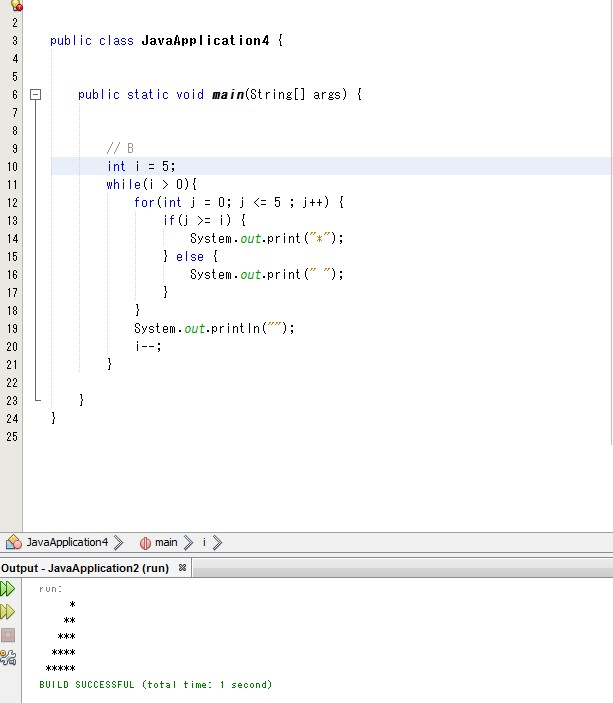 2
3 public class JavaApplication4 {
4
5
6 public static void main(String[] args) {
7
8
9 // B
10 int i = 5;
11 while(i > 0){
12 for(int j = 0; j <= 5 ; j++) {
13 if(j >= i) {
14 System.out.print("*");
15 } else {
16 System.out.print(" ");
17 }
18 }
19 System.out.println("");
20 i--;
21 }
22
23 }
24 }
25
JavaApplication4 main i
Output - JavaApplication2 (run)
run:
*
**
***
****
*****
BUILD SUCCESSFUL (total time: 1 second)